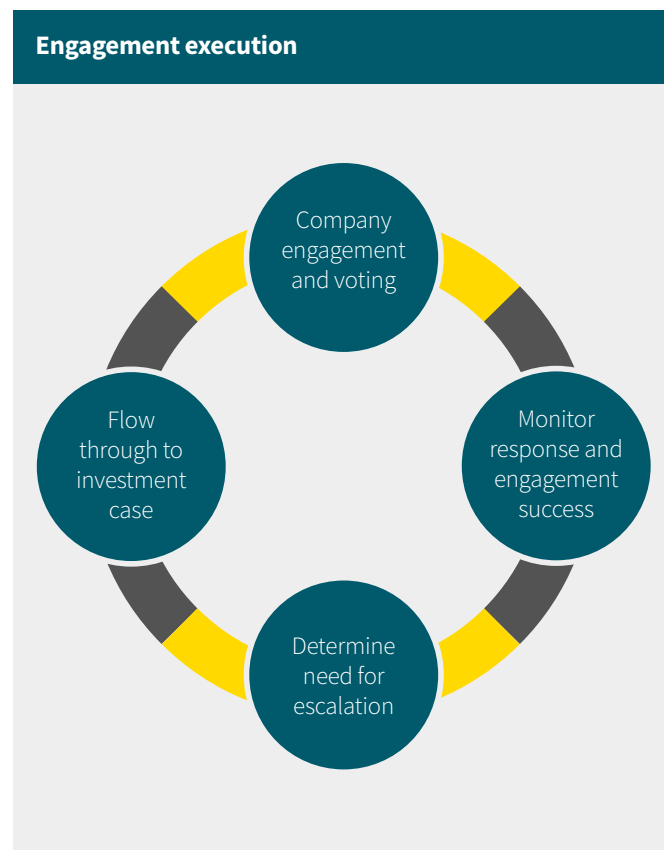 Engagement execution
Company
engagement
and voting
Flow
through to
investment
case
Monitor
response and
engagement
success
Determine
need for
escalation